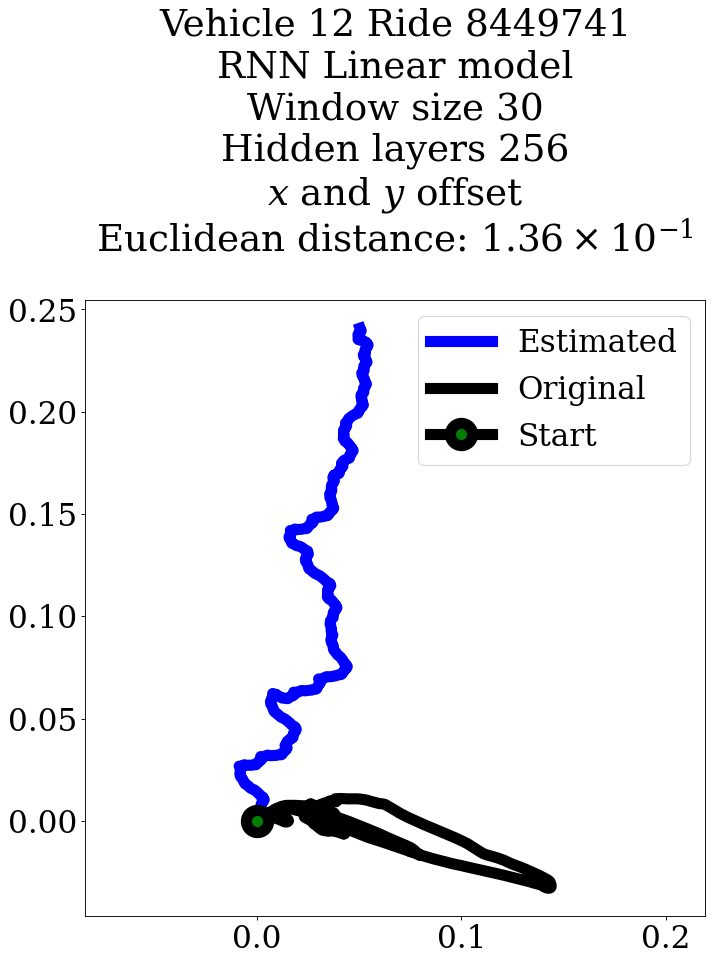 Vehicle 12 Ride 8449741
RNN Linear model
Window size 30
Hidden layers 256
x and y offset
Euclidean distance: 1.36 × 10⁻¹
0.25
0.20
0.15
0.10
0.05
0.00
Estimated
Original
Start
0.0 0.1 0.2